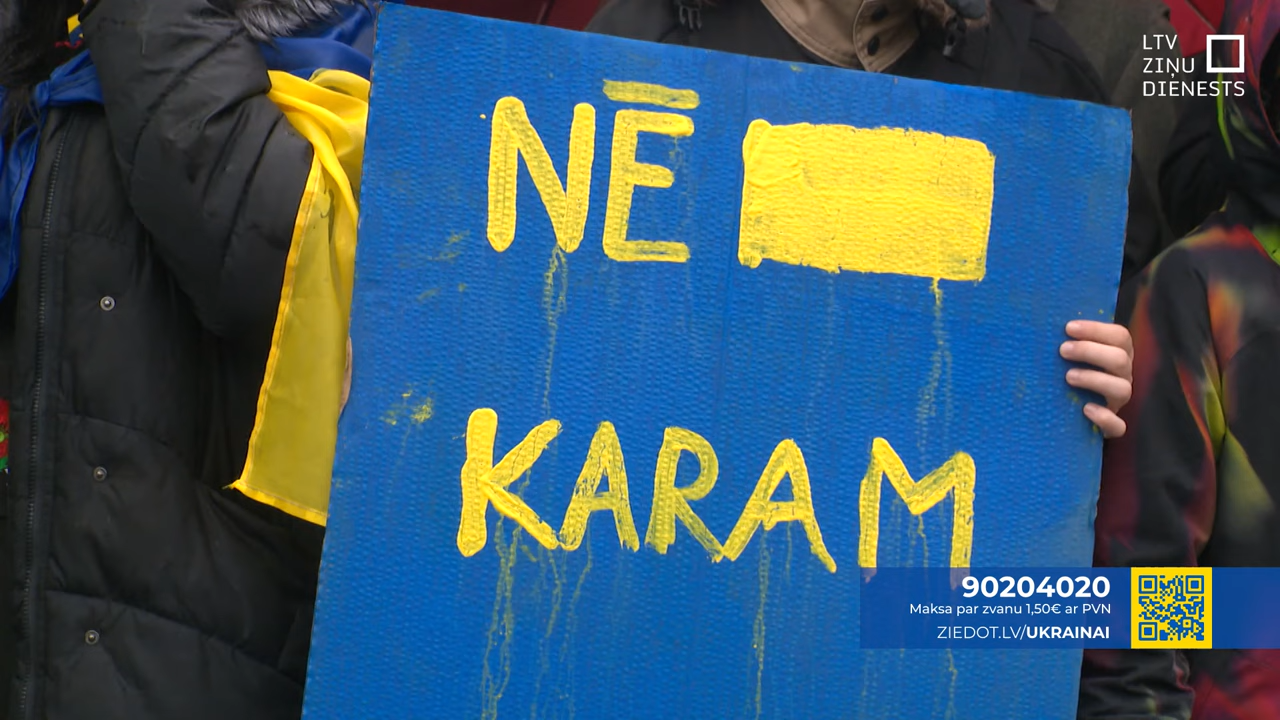 LTV
ZIŅU
DIENESTS
NĒ
KARAM
90204020
Maksa par zvanu 1,50€ ar PVN
ZIEDOT.LV/UKRAINAI